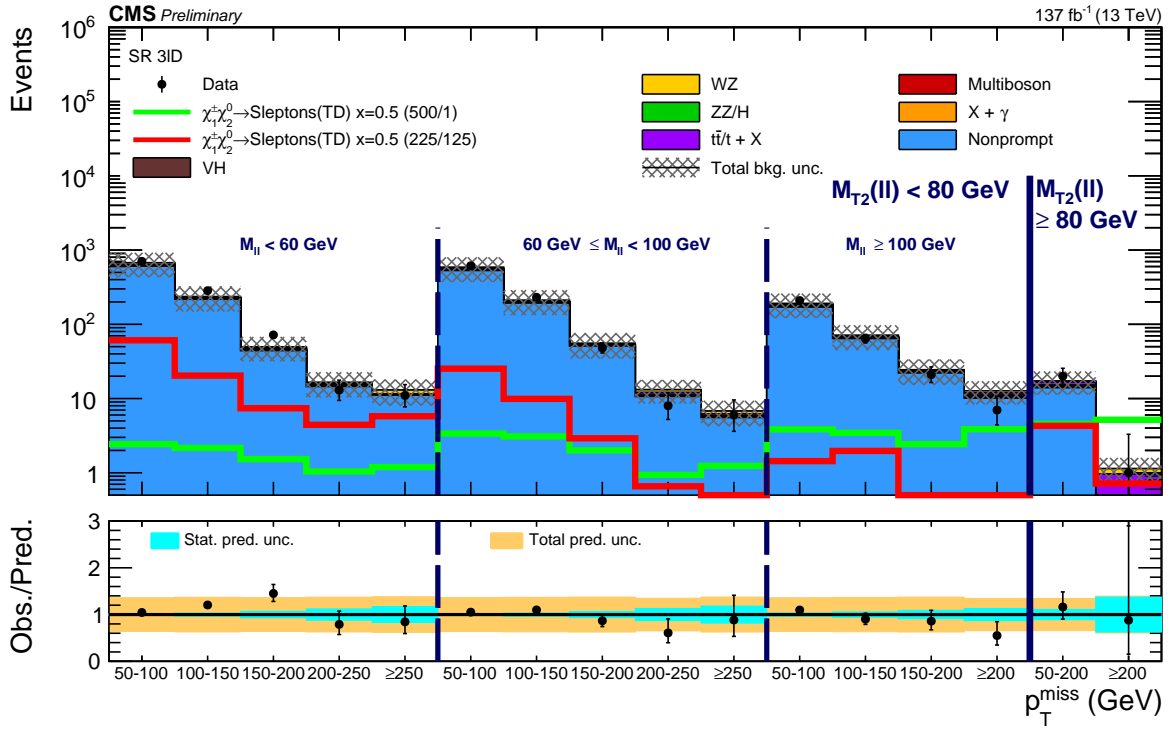 CMS Preliminary 137 fb⁻¹ (13 TeV)
Events
10⁶
10⁵
10⁴
10³
10²
10
1
SR 3lD
Data
χ₁±χ₂⁰→Sleptons(TD) x=0.5 (500/1)
χ₁±χ₂⁰→Sleptons(TD) x=0.5 (225/125)
VH
WZ
ZZ/H
tt̄/t + X
Total bkg. unc.
Multiboson
X + γ
Nonprompt
M_T2(ll) < 80 GeV
M_T2(ll) ≥ 80 GeV
M_ll < 60 GeV
60 GeV ≤ M_ll < 100 GeV
M_ll ≥ 100 GeV
Obs./Pred.
3
2
1
0
Stat. pred. unc.
Total pred. unc.
50-100 100-150 150-200 200-250 ≥250 50-100 100-150 150-200 200-250 ≥250 50-100 100-150 150-200 ≥200 50-200 ≥200
p_T^miss (GeV)